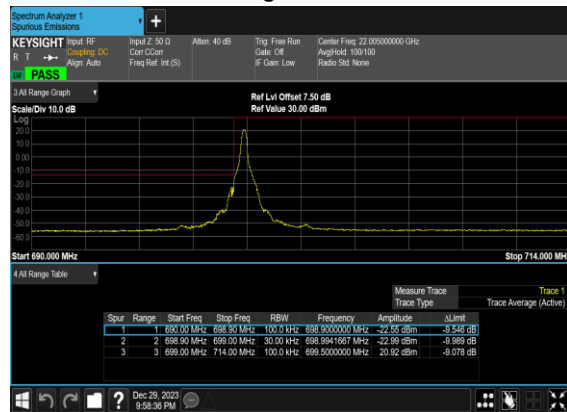 Spectrum Analyzer 1
Spurious Emissions
KEYSIGHT Input: RF Input Z: 50 Ω Atten: 40 dB Trig: Free Run Center Freq: 22.005000000 GHz
R T Coupling: DC Corr CCorr Gate: Off Avg|Hold: 100/100
Align: Auto Freq Ref: Int (S) IF Gain: Low Radio Std: None
PASS
3 All Range Graph
Ref Lvl Offset 7.50 dB
Scale/Div 10.0 dB Ref Value 30.00 dBm
Log
20.0
10.0
0.00
-10.0
-20.0
-30.0
-40.0
-50.0
-60.0
Start 690.000 MHz Stop 714.000 MH
4 All Range Table
Measure Trace Trace 1
Trace Type Trace Average (Active)
Spur Range Start Freq Stop Freq RBW Frequency Amplitude ΔLimit
1 1 690.00 MHz 698.90 MHz 100.0 kHz 698.9000000 MHz -22.55 dBm -9.546 dB
2 2 698.90 MHz 699.00 MHz 30.00 kHz 698.9941667 MHz -22.99 dBm -9.989 dB
3 3 699.00 MHz 714.00 MHz 100.0 kHz 699.5000000 MHz 20.92 dBm -9.078 dB
Dec 29, 2023
9:58:36 PM